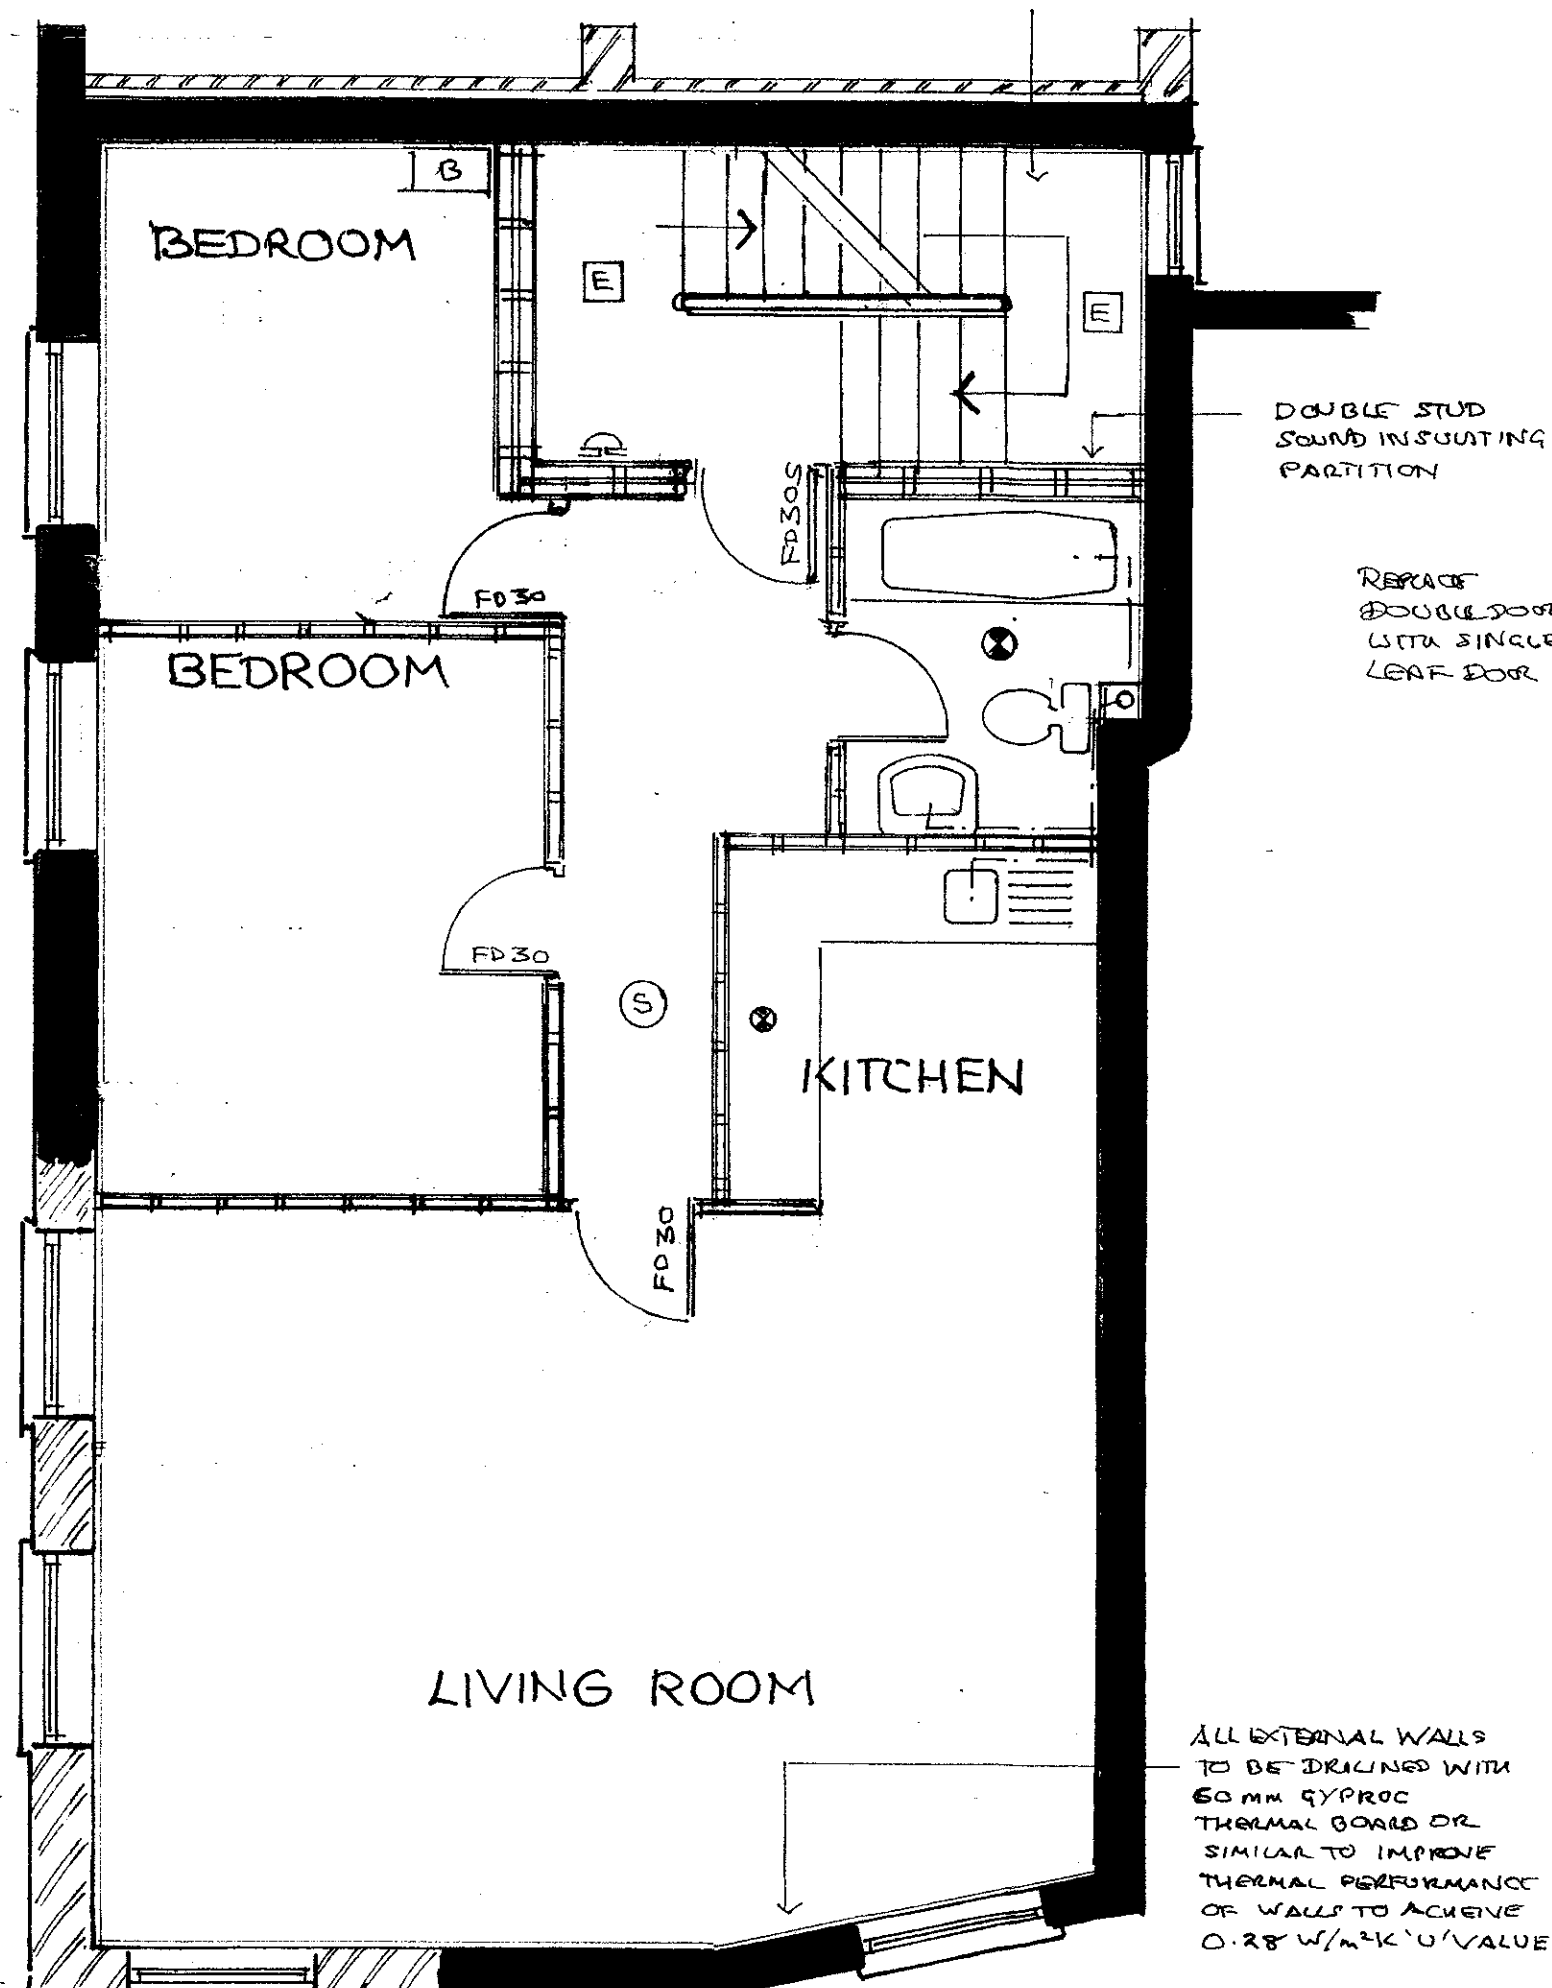 B
BEDROOM
E
E
DOUBLE STUD
SOUND INSULATING
PARTITION
FD30S
REPLACE
DOUBLE DOOR
WITH SINGLE
LEAF DOOR
FD30
BEDROOM
FD30
S
KITCHEN
FD30
LIVING ROOM
ALL EXTERNAL WALLS
TO BE DRILINED WITH
60 MM GYPROC
THERMAL BOARD OR
SIMILAR TO IMPROVE
THERMAL PERFORMANCE
OF WALLS TO ACHEIVE
0.28 W/m²K 'U' VALUE